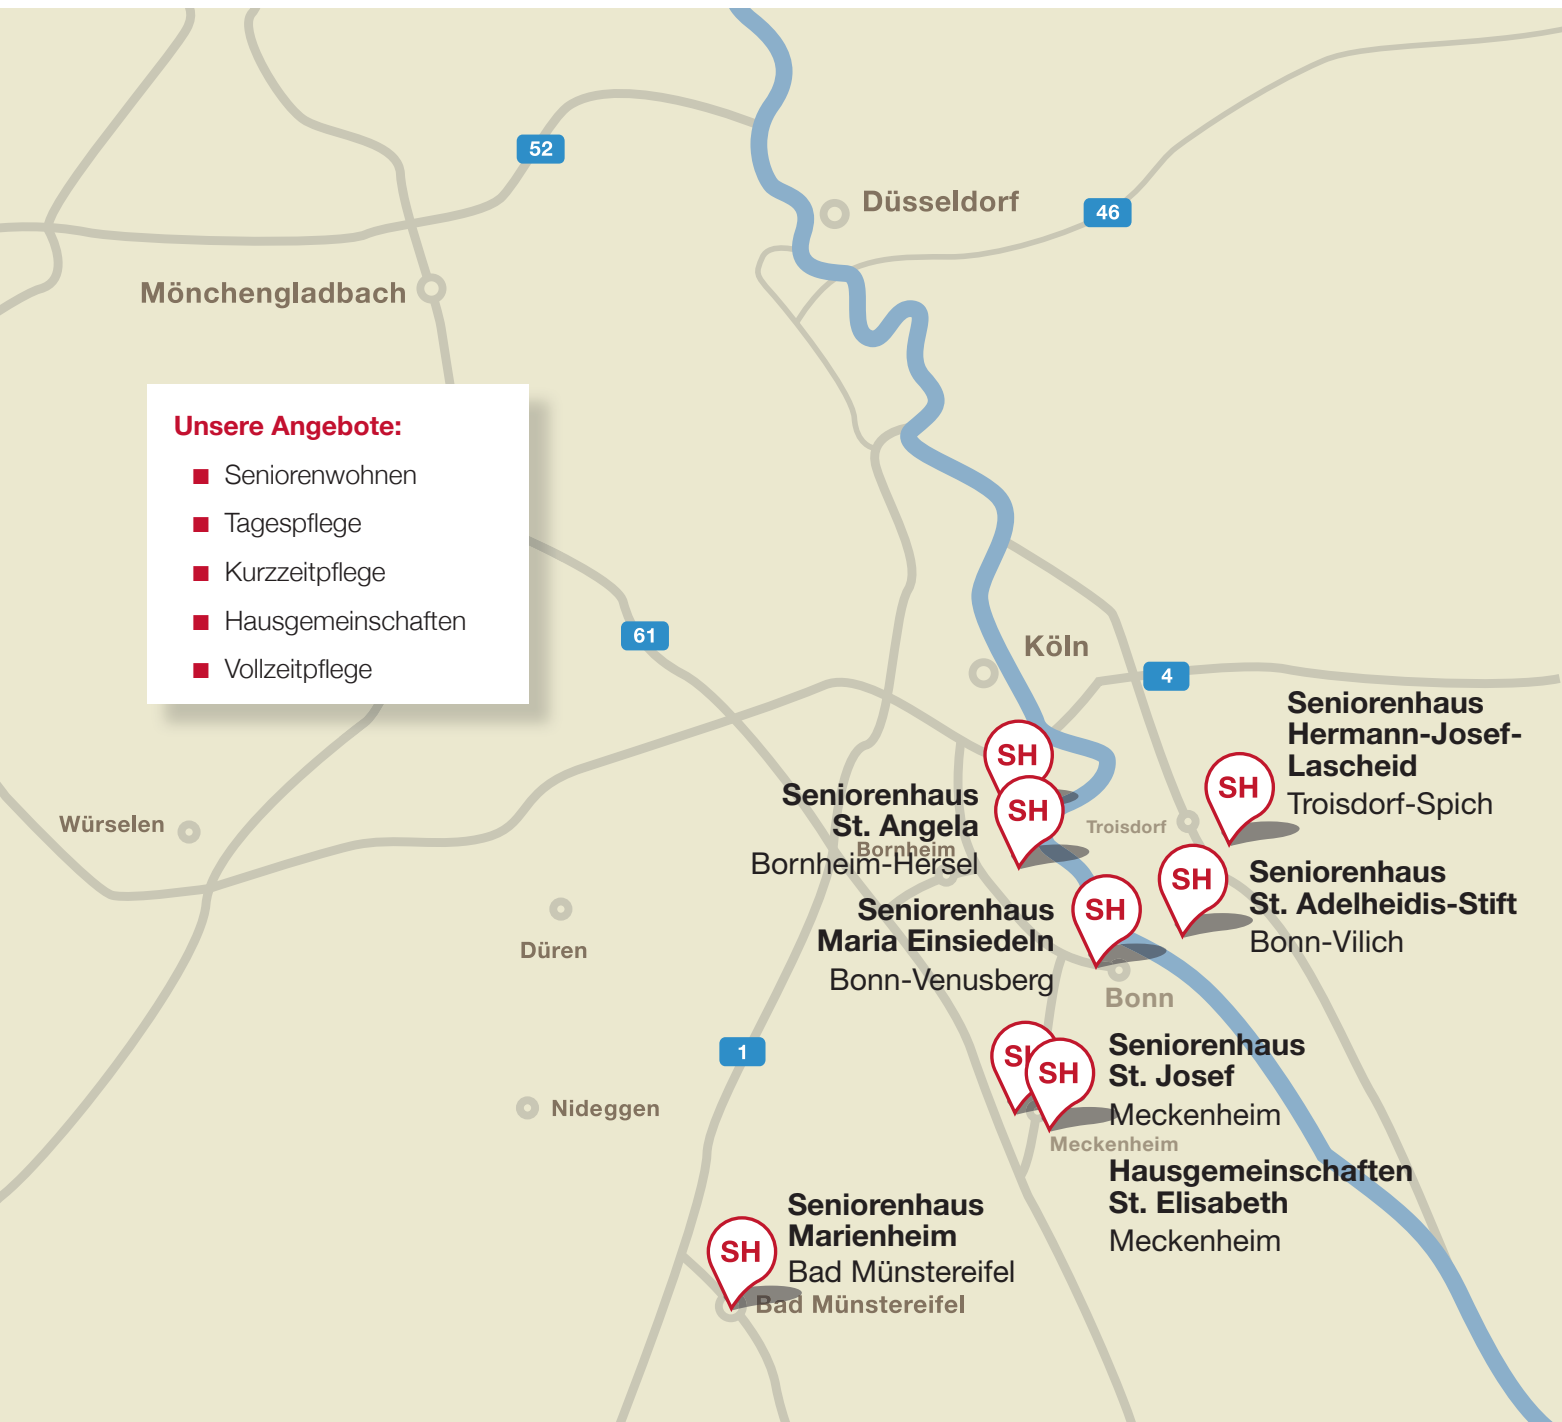 52
Düsseldorf
46
Mönchengladbach
Unsere Angebote:
Seniorenwohnen
Tagespflege
Kurzzeitpflege
Hausgemeinschaften
Vollzeitpflege
61
Köln
4
Seniorenhaus
Hermann-Josef-
Lascheid
Troisdorf-Spich
SH
SH
Seniorenhaus
St. Angela
Bornheim-Hersel
SH
Bornheim
Troisdorf
Würselen
SH
Seniorenhaus
St. Adelheidis-Stift
Bonn-Vilich
Seniorenhaus
Maria Einsiedeln
Bonn-Venusberg
SH
Düren
Bonn
1
SH
SH
Seniorenhaus
St. Josef
Meckenheim
Nideggen
Meckenheim
Hausgemeinschaften
St. Elisabeth
Meckenheim
Seniorenhaus
Marienheim
Bad Münstereifel
SH
Bad Münstereifel